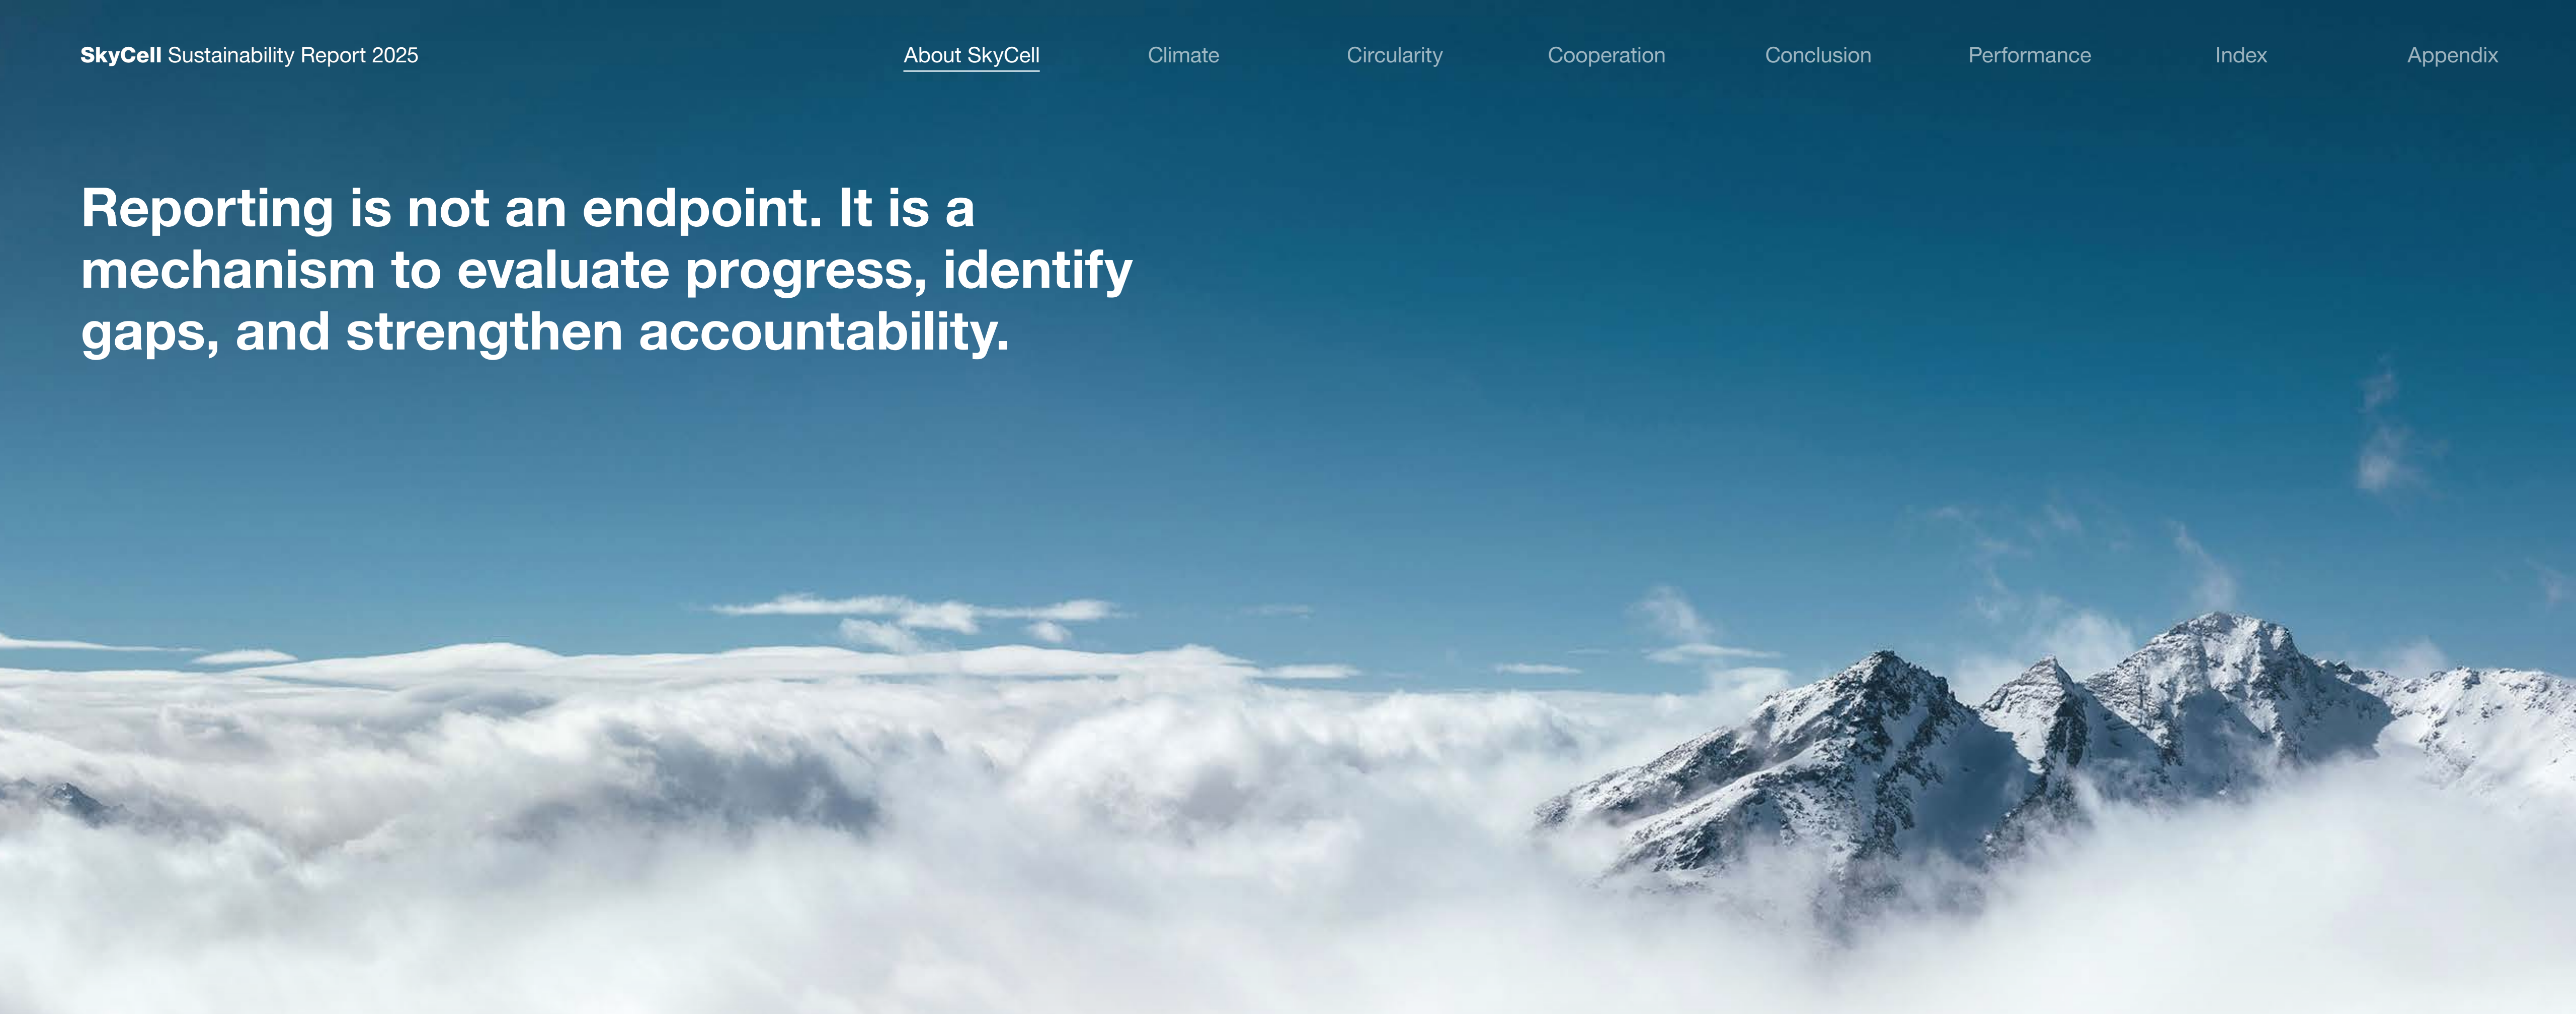 SkyCell Sustainability Report 2025
About SkyCell
Climate
Circularity
Cooperation
Conclusion
Performance
Index
Appendix
Reporting is not an endpoint. It is a
mechanism to evaluate progress, identify
gaps, and strengthen accountability.